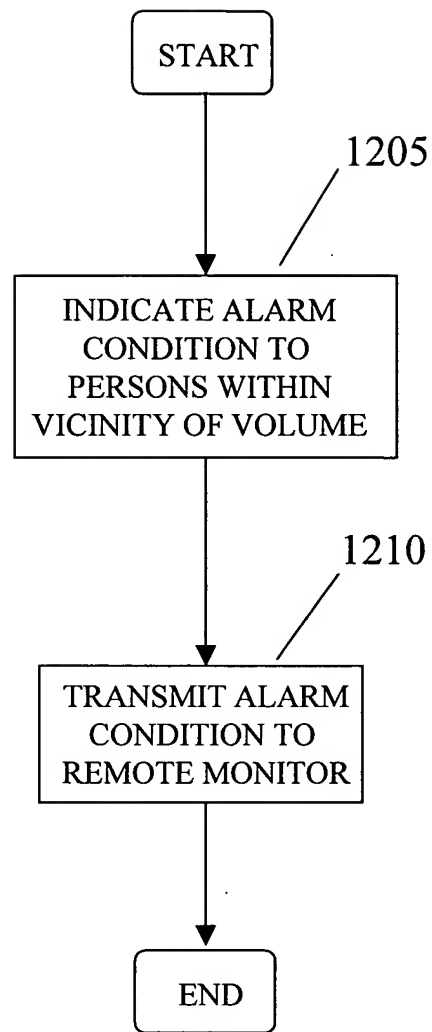 START
1205
INDICATE ALARM
CONDITION TO
PERSONS WITHIN
VICINITY OF VOLUME
1210
TRANSMIT ALARM
CONDITION TO
REMOTE MONITOR
END